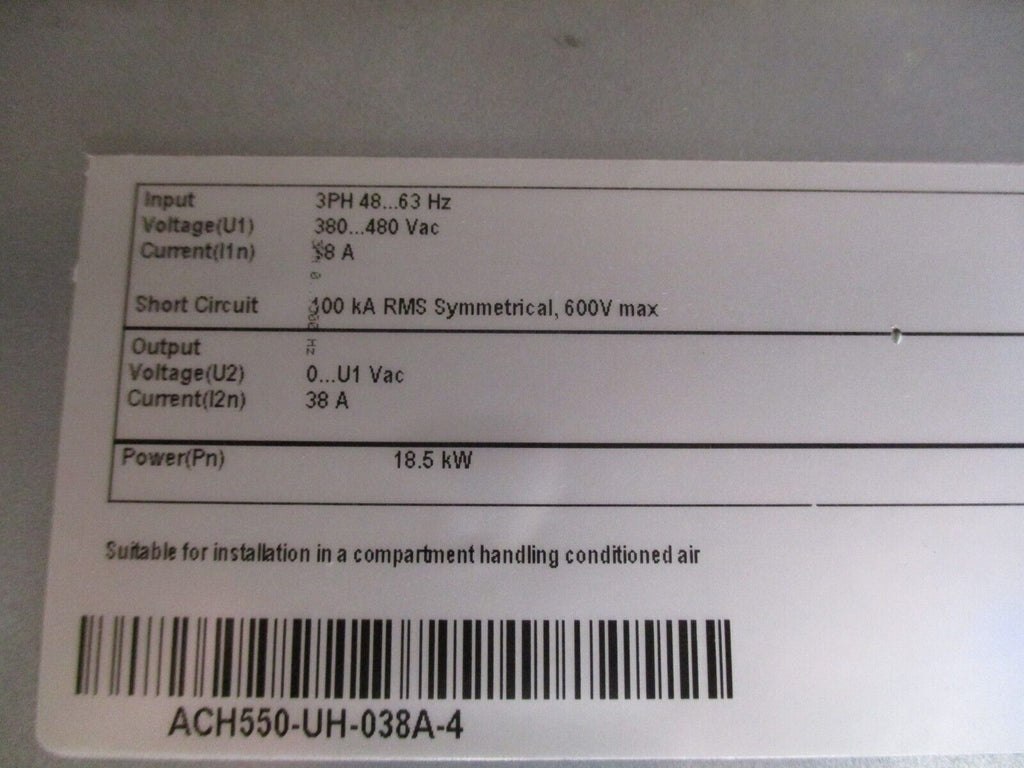 Input 3PH 48...63 Hz
Voltage(U1) 380...480 Vac
Current(I1n) 38 A
Short Circuit 100 kA RMS Symmetrical, 600V max
Output
Hz
Voltage(U2) 0...U1 Vac
Current(I2n) 38 A
Power(Pn) 18.5 kW
Suitable for installation in a compartment handling conditioned air
ACH550-UH-038A-4